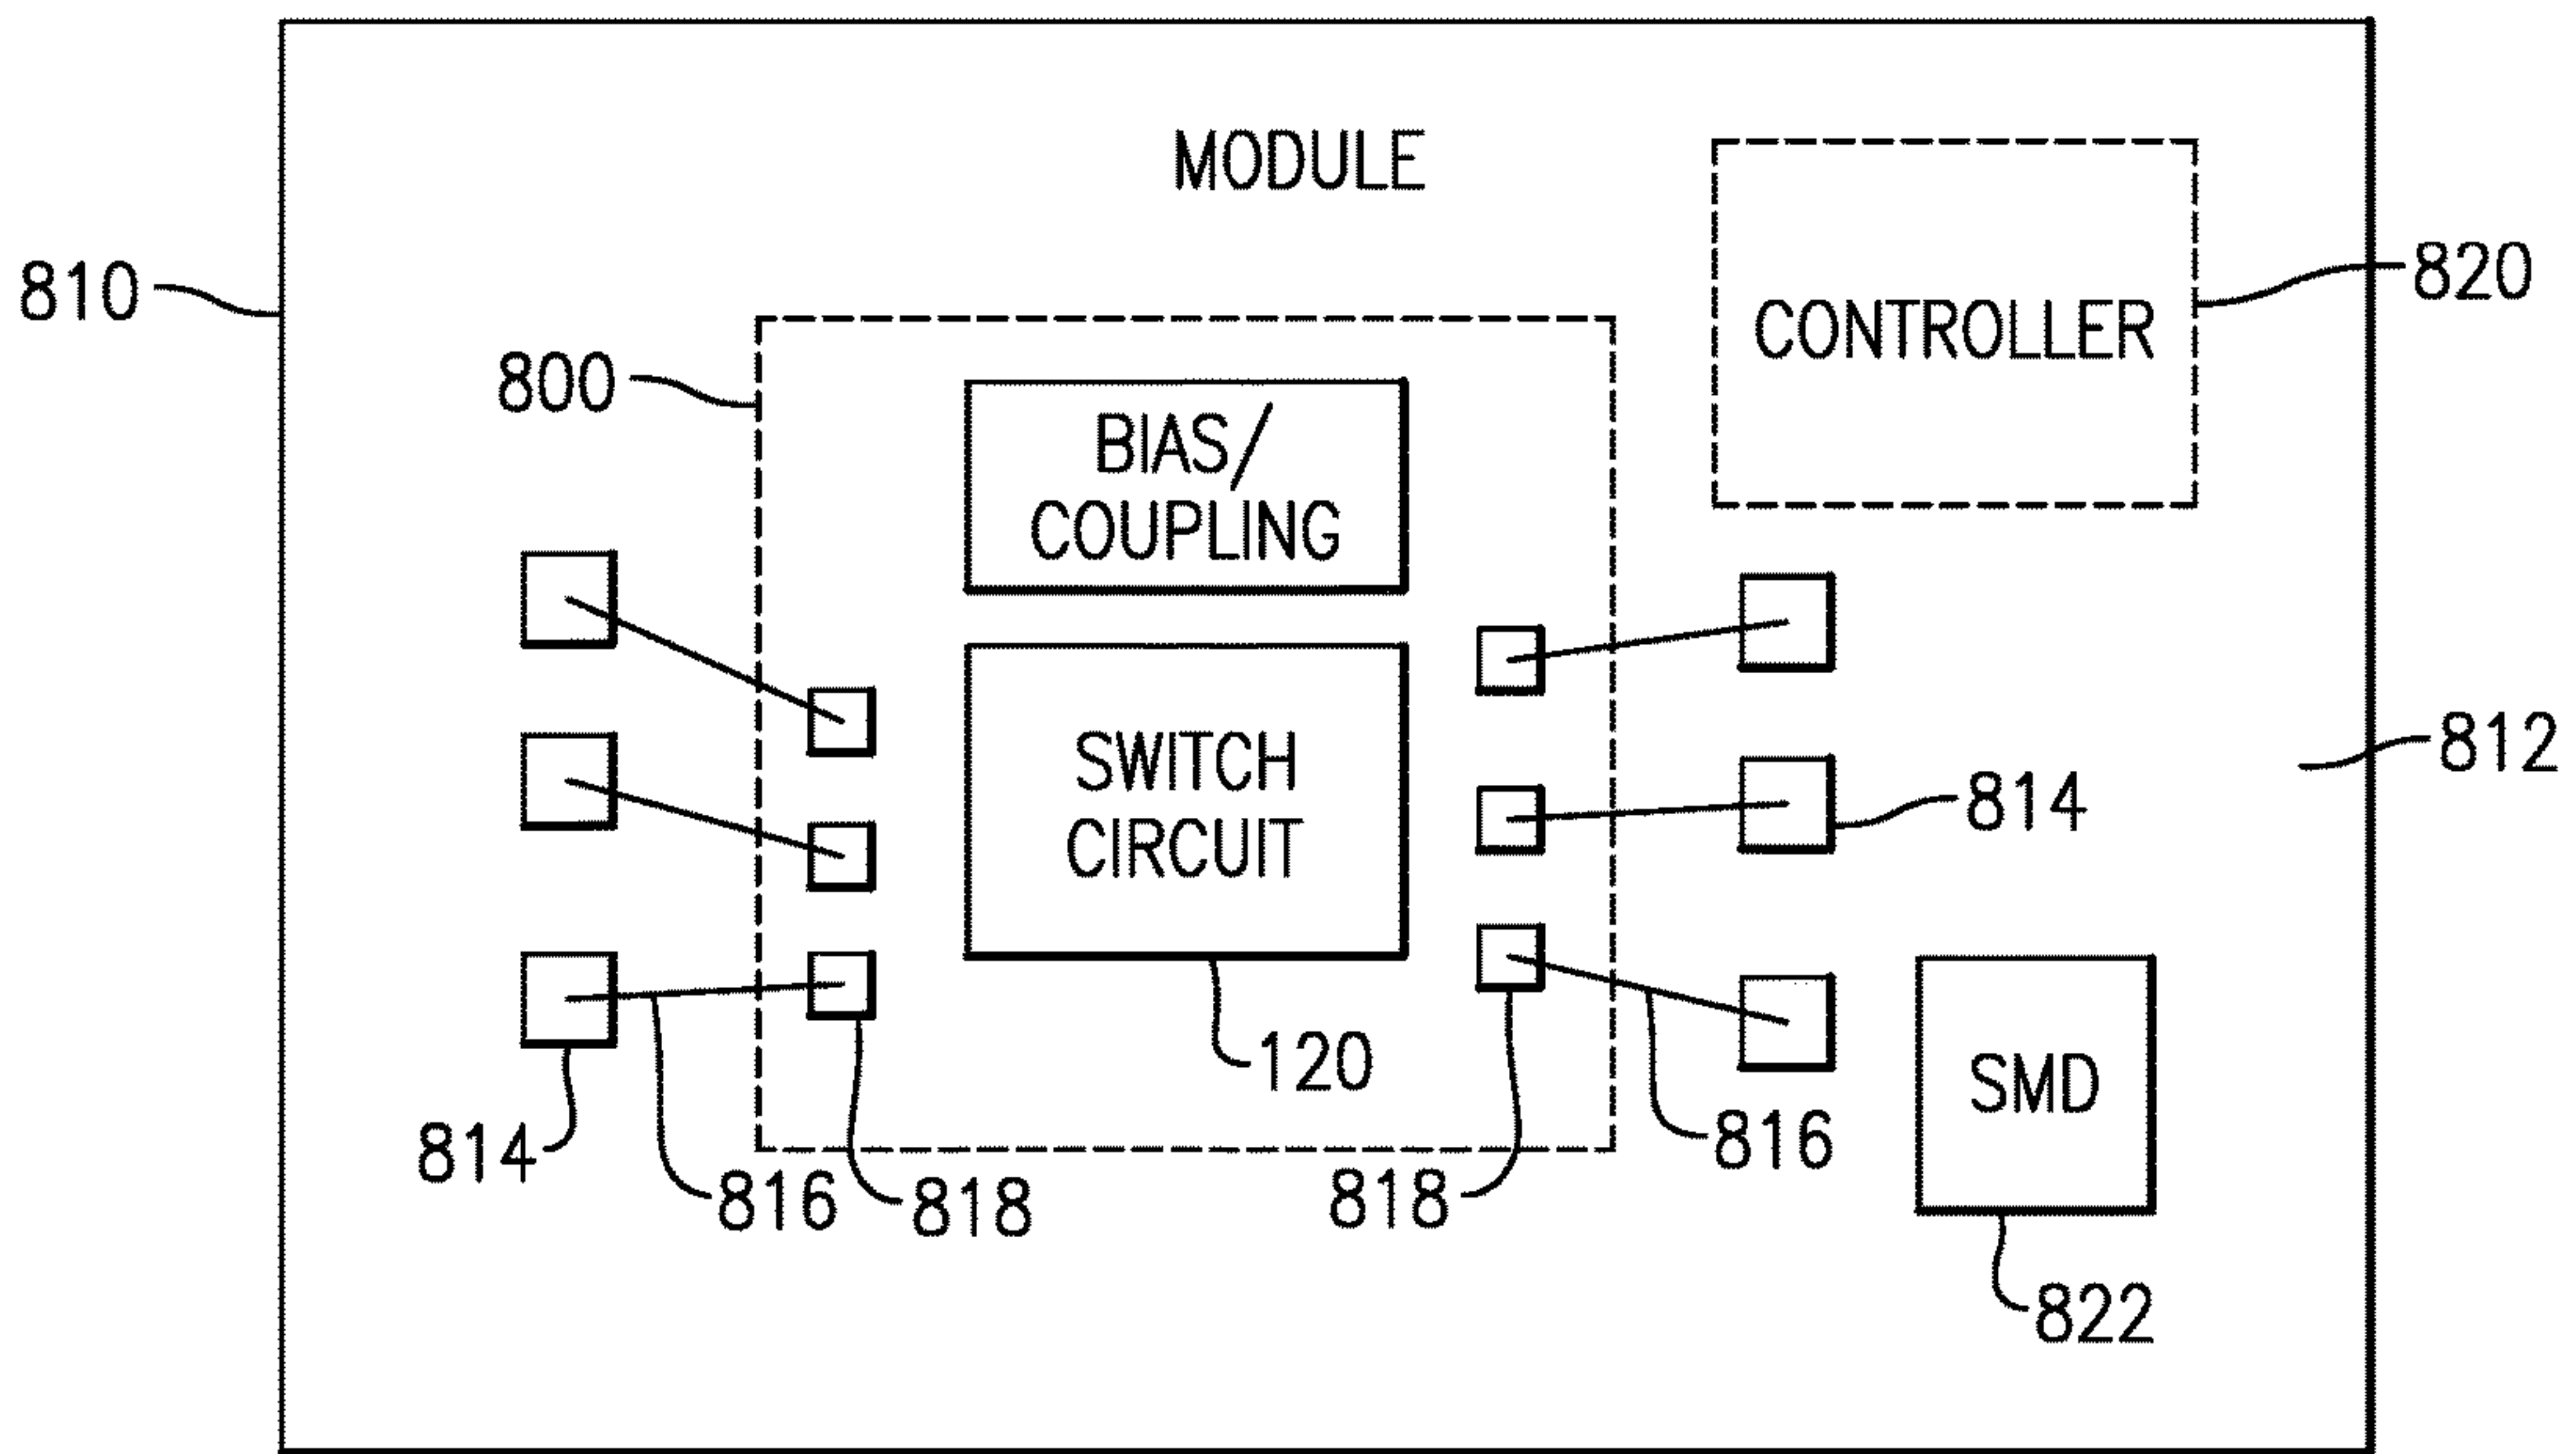 MODULE
810
820
CONTROLLER
800
BIAS/
COUPLING
SWITCH
CIRCUIT
812
814
120
SMD
814
816
818
818
816
822